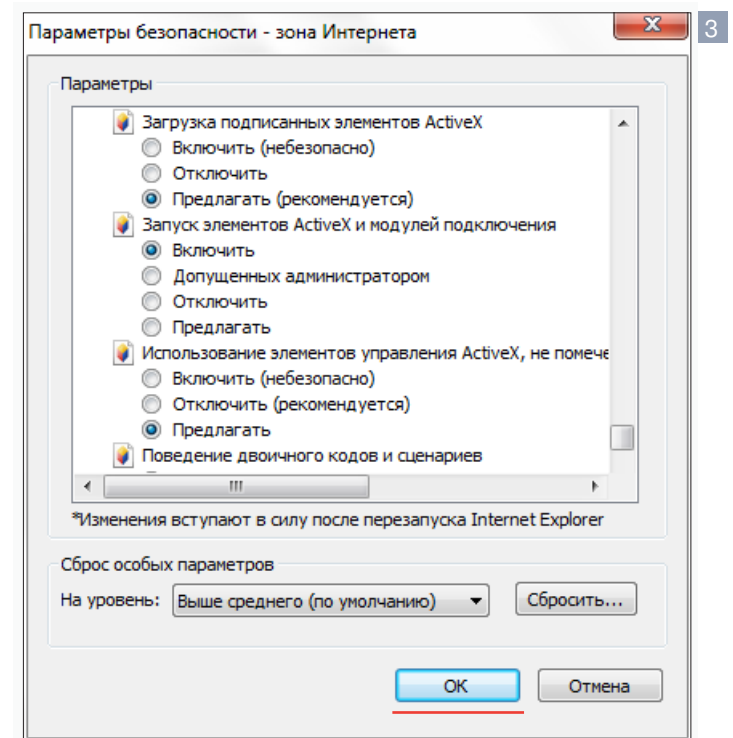 Параметры безопасности - зона Интернета
3
Параметры
Загрузка подписанных элементов ActiveX
Включить (небезопасно)
Отключить
Предлагать (рекомендуется)
Запуск элементов ActiveX и модулей подключения
Включить
Допущенных администратором
Отключить
Предлагать
Использование элементов управления ActiveX, не помече
Включить (небезопасно)
Отключить (рекомендуется)
Предлагать
Поведение двоичного кодов и сценариев
*Изменения вступают в силу после перезапуска Internet Explorer
Сброс особых параметров
На уровень: Выше среднего (по умолчанию) Сбросить...
ОК Отмена